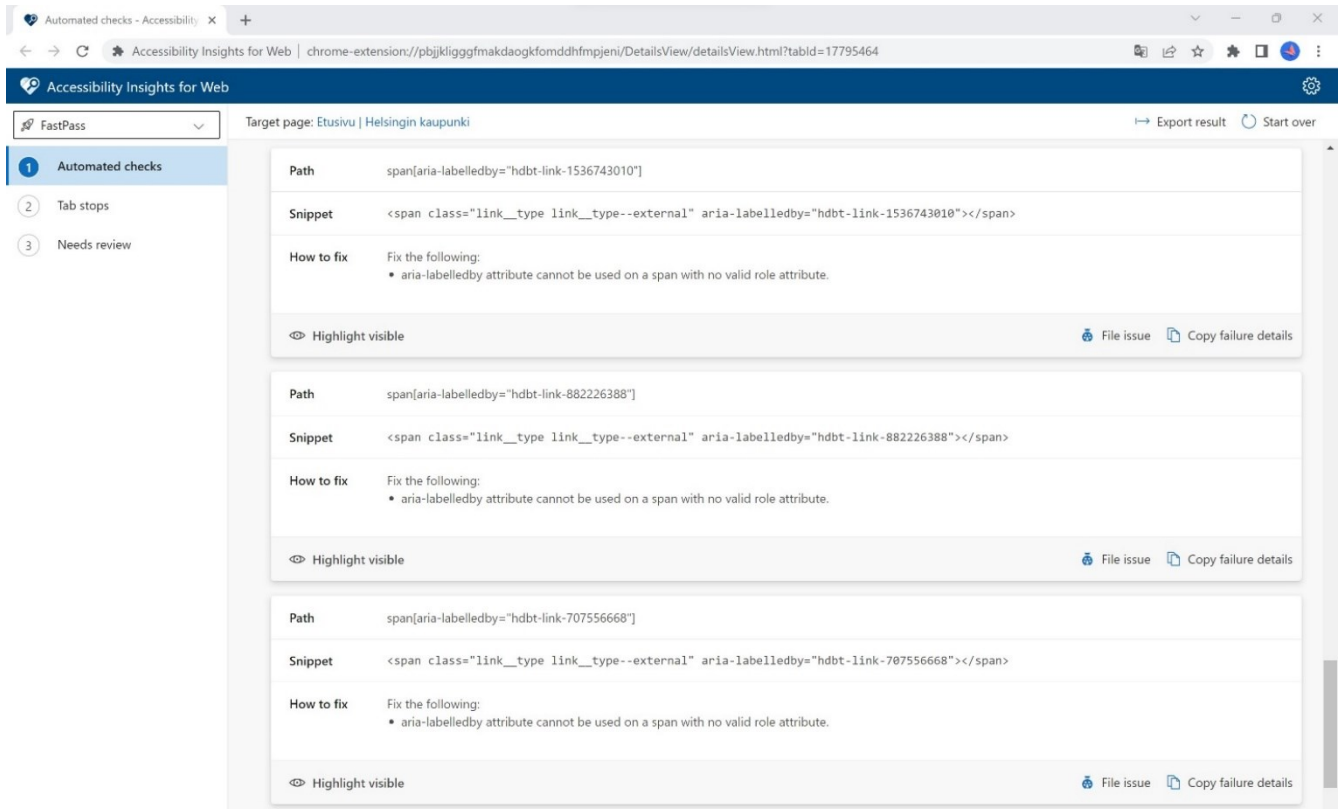 Automated checks - Accessibility
Accessibility Insights for Web | chrome-extension://pbjjkligggfmakdaogkfomddhfmpjeni/DetailsView/detailsView.html?tabId=17795464
Accessibility Insights for Web
FastPass
Target page: Etusivu | Helsingin kaupunki
Export result
Start over
1 Automated checks
2 Tab stops
3 Needs review
Path span[aria-labelledby="hdbt-link-1536743010"]
Snippet <span class="link__type link__type--external" aria-labelledby="hdbt-link-1536743010"></span>
How to fix Fix the following:
• aria-labelledby attribute cannot be used on a span with no valid role attribute.
Highlight visible File issue Copy failure details
Path span[aria-labelledby="hdbt-link-882226388"]
Snippet <span class="link__type link__type--external" aria-labelledby="hdbt-link-882226388"></span>
How to fix Fix the following:
• aria-labelledby attribute cannot be used on a span with no valid role attribute.
Highlight visible File issue Copy failure details
Path span[aria-labelledby="hdbt-link-707556668"]
Snippet <span class="link__type link__type--external" aria-labelledby="hdbt-link-707556668"></span>
How to fix Fix the following:
• aria-labelledby attribute cannot be used on a span with no valid role attribute.
Highlight visible File issue Copy failure details